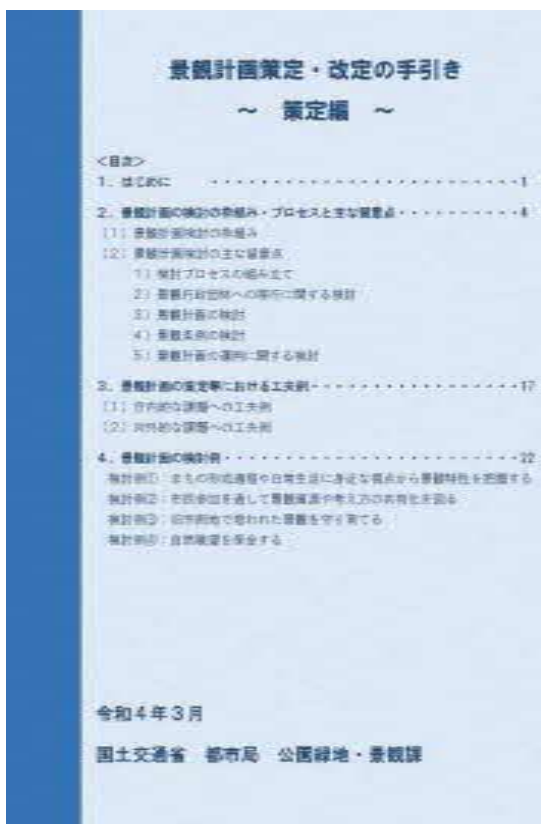 景観計画策定・改定の手引き
～ 策定編 ～
<目次>
1．はじめに ・・・・・・・・・・・・・・・・・・・・・・・・・・1
2．景観計画の検討の枠組み・プロセスと主な留意点・・・・・・・・・・4
（1）景観計画検討の枠組み
（2）景観計画検討の主な留意点
1）検討プロセスの組み立て
2）景観行政団体への移行に関する検討
3）景観計画の検討
4）景観条例の検討
5）景観計画の運用に関する検討
3．景観計画の策定等における工夫例・・・・・・・・・・・・・・・・・17
（1）庁内的な課題への工夫例
（2）対外的な課題への工夫例
4．景観計画の検討例・・・・・・・・・・・・・・・・・・・・・・・・22
検討例①：まちの形成過程や日常生活に身近な視点から景観特性を把握する
検討例②：市民参加を通して景観資源や考え方の共有化を図る
検討例③：旧市街地で培われた景観を守り育てる
検討例④：自然眺望を保全する
令和4年3月
国土交通省 都市局 公園緑地・景観課